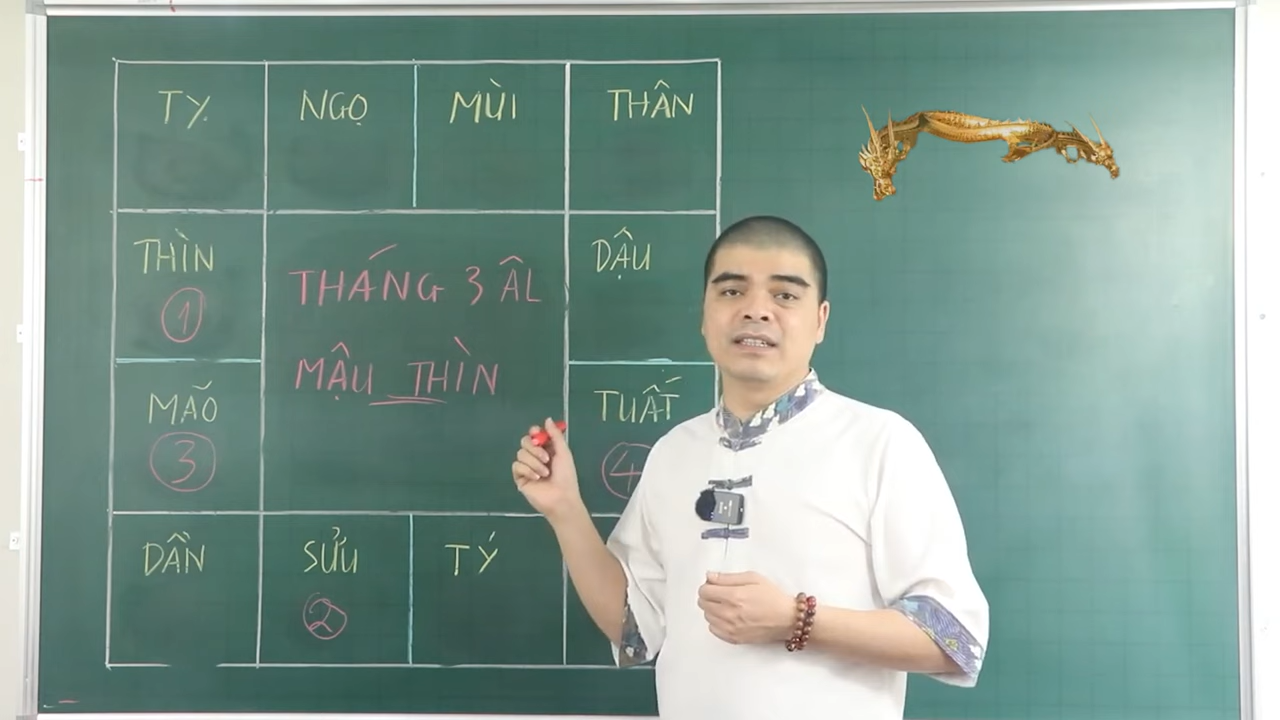 TỴ
NGỌ
MÙI
THÂN
THÌN
1
THÁNG 3 ÂL
MẬU THÌN
DẬU
MÃO
3
TUẤT
4
DẦN
SỬU
2
TÝ